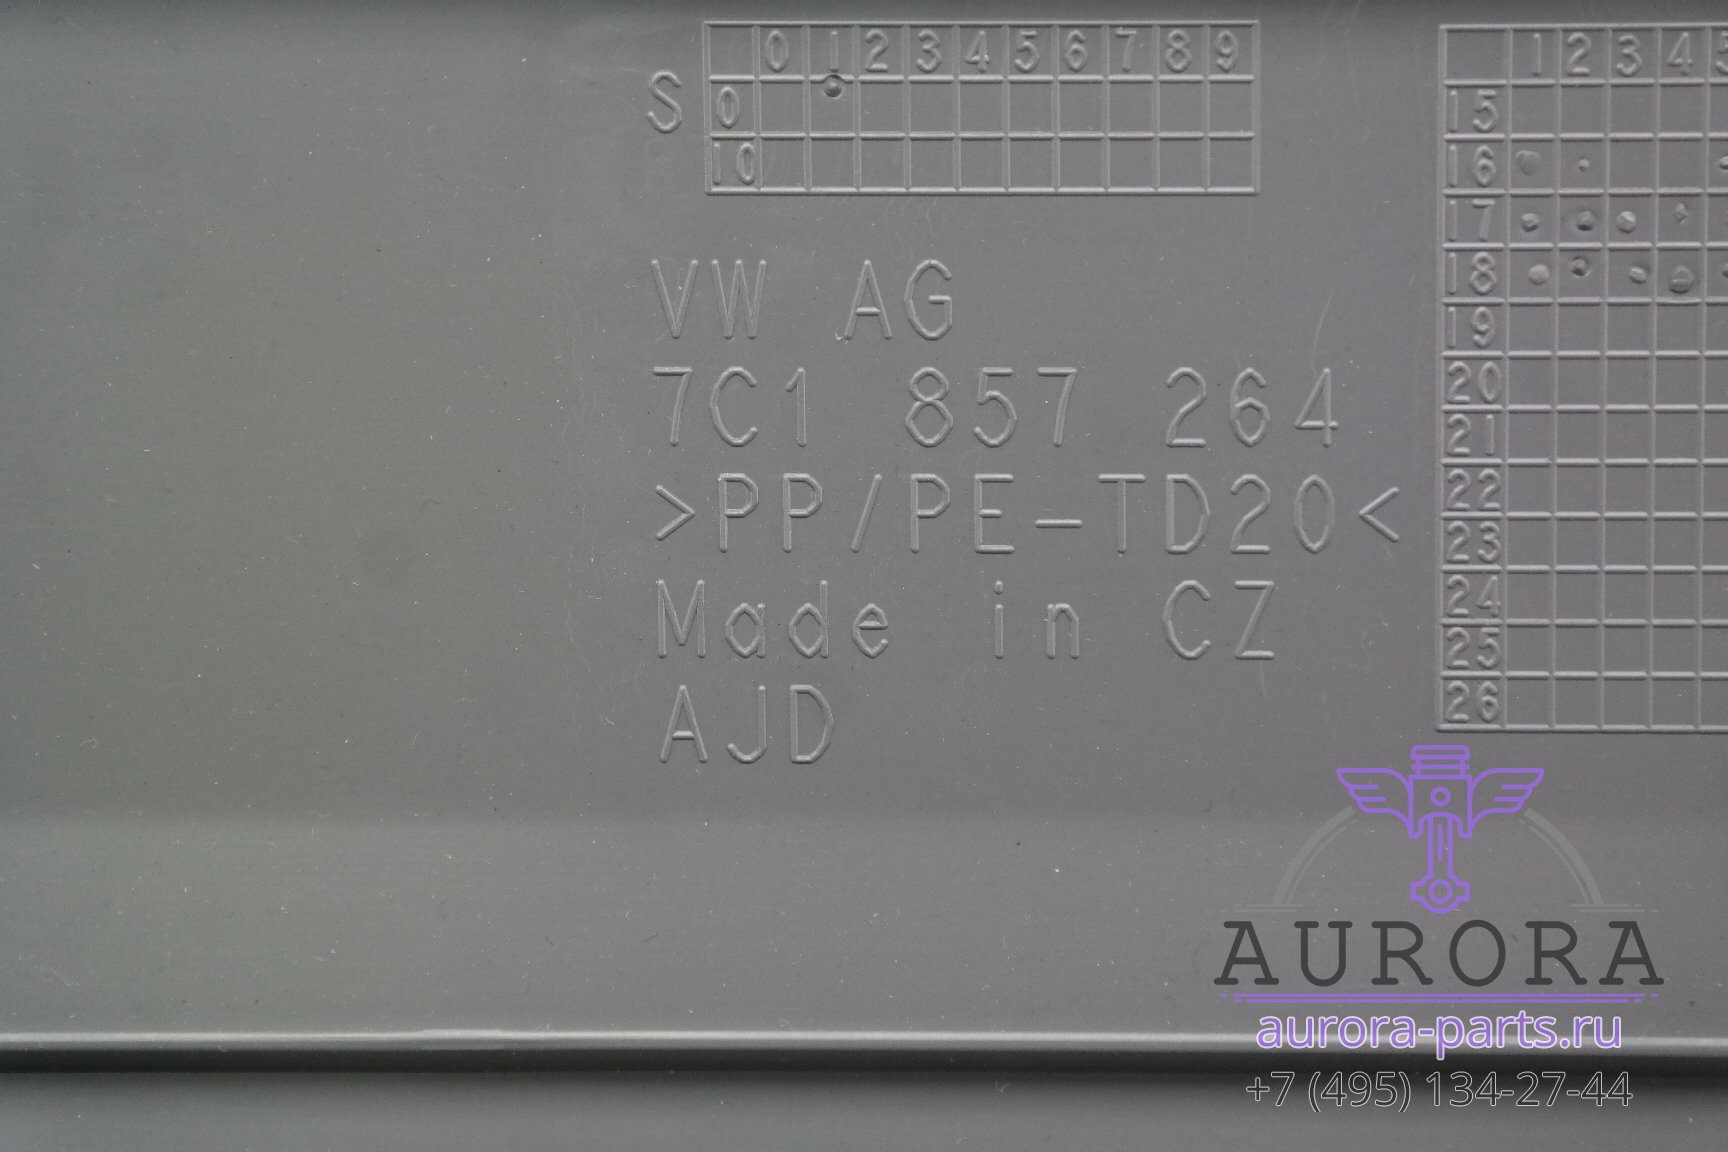 0 1 2 3 4 5 6 7 8 9
S
0
10
VW AG
7C1 857 264
>PP/PE-TD20<
Made in CZ
AJD
1 2 3 4 5
15
16
17
18
19
20
21
22
23
24
25
26
AURORA
aurora-parts.ru
+7 (495) 134-27-44